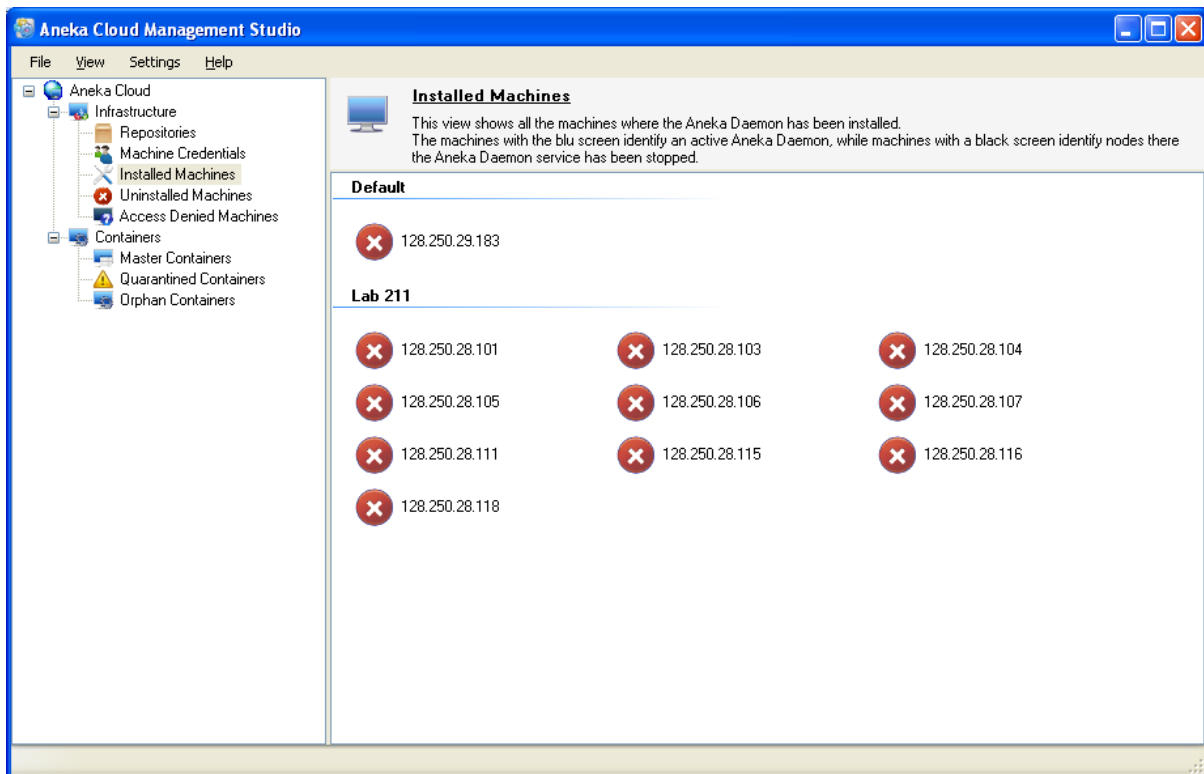 Aneka Cloud Management Studio
File View Settings Help
Aneka Cloud
Infrastructure
Repositories
Machine Credentials
Installed Machines
Uninstalled Machines
Access Denied Machines
Containers
Master Containers
Quarantined Containers
Orphan Containers
Installed Machines
This view shows all the machines where the Aneka Daemon has been installed.
The machines with the blu screen identify an active Aneka Daemon, while machines with a black screen identify nodes there
the Aneka Daemon service has been stopped.
Default
128.250.29.183
Lab 211
128.250.28.101 128.250.28.103 128.250.28.104
128.250.28.105 128.250.28.106 128.250.28.107
128.250.28.111 128.250.28.115 128.250.28.116
128.250.28.118